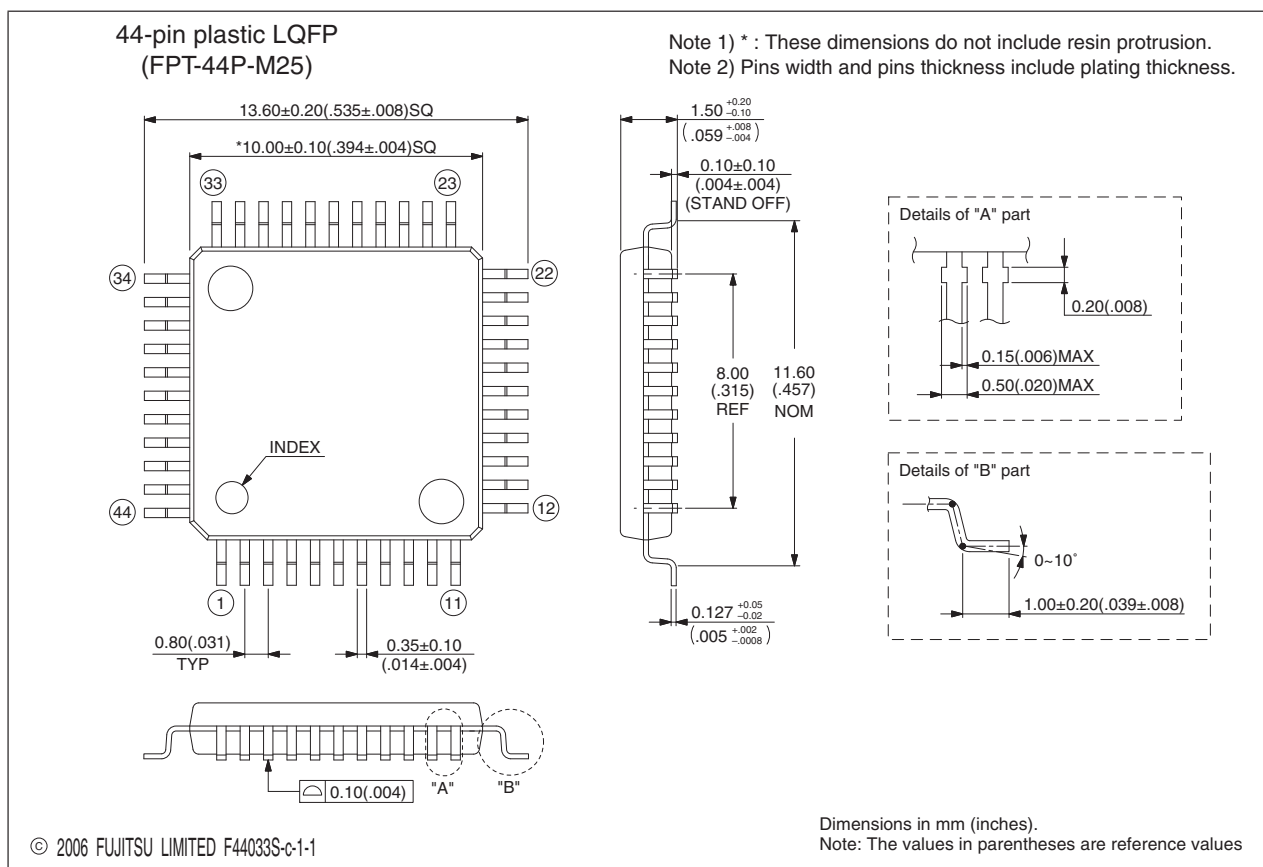 44-pin plastic LQFP
(FPT-44P-M25)
Note 1) * : These dimensions do not include resin protrusion.
Note 2) Pins width and pins thickness include plating thickness.
13.60±0.20(.535±.008)SQ
*10.00±0.10(.394±.004)SQ
33
23
34
22
INDEX
44
12
1
11
0.80(.031)
TYP
0.35±0.10
(.014±.004)
1.50 +0.20 –0.10
(.059 +.008 –.004)
0.10±0.10
(.004±.004)
(STAND OFF)
8.00
(.315)
REF
11.60
(.457)
NOM
0.127 +0.05 –0.02
(.005 +.002 –.0008)
Details of "A" part
0.20(.008)
0.15(.006)MAX
0.50(.020)MAX
Details of "B" part
0~10˚
1.00±0.20(.039±.008)
0.10(.004)
"A"
"B"
© 2006 FUJITSU LIMITED F44033S-c-1-1
Dimensions in mm (inches).
Note: The values in parentheses are reference values